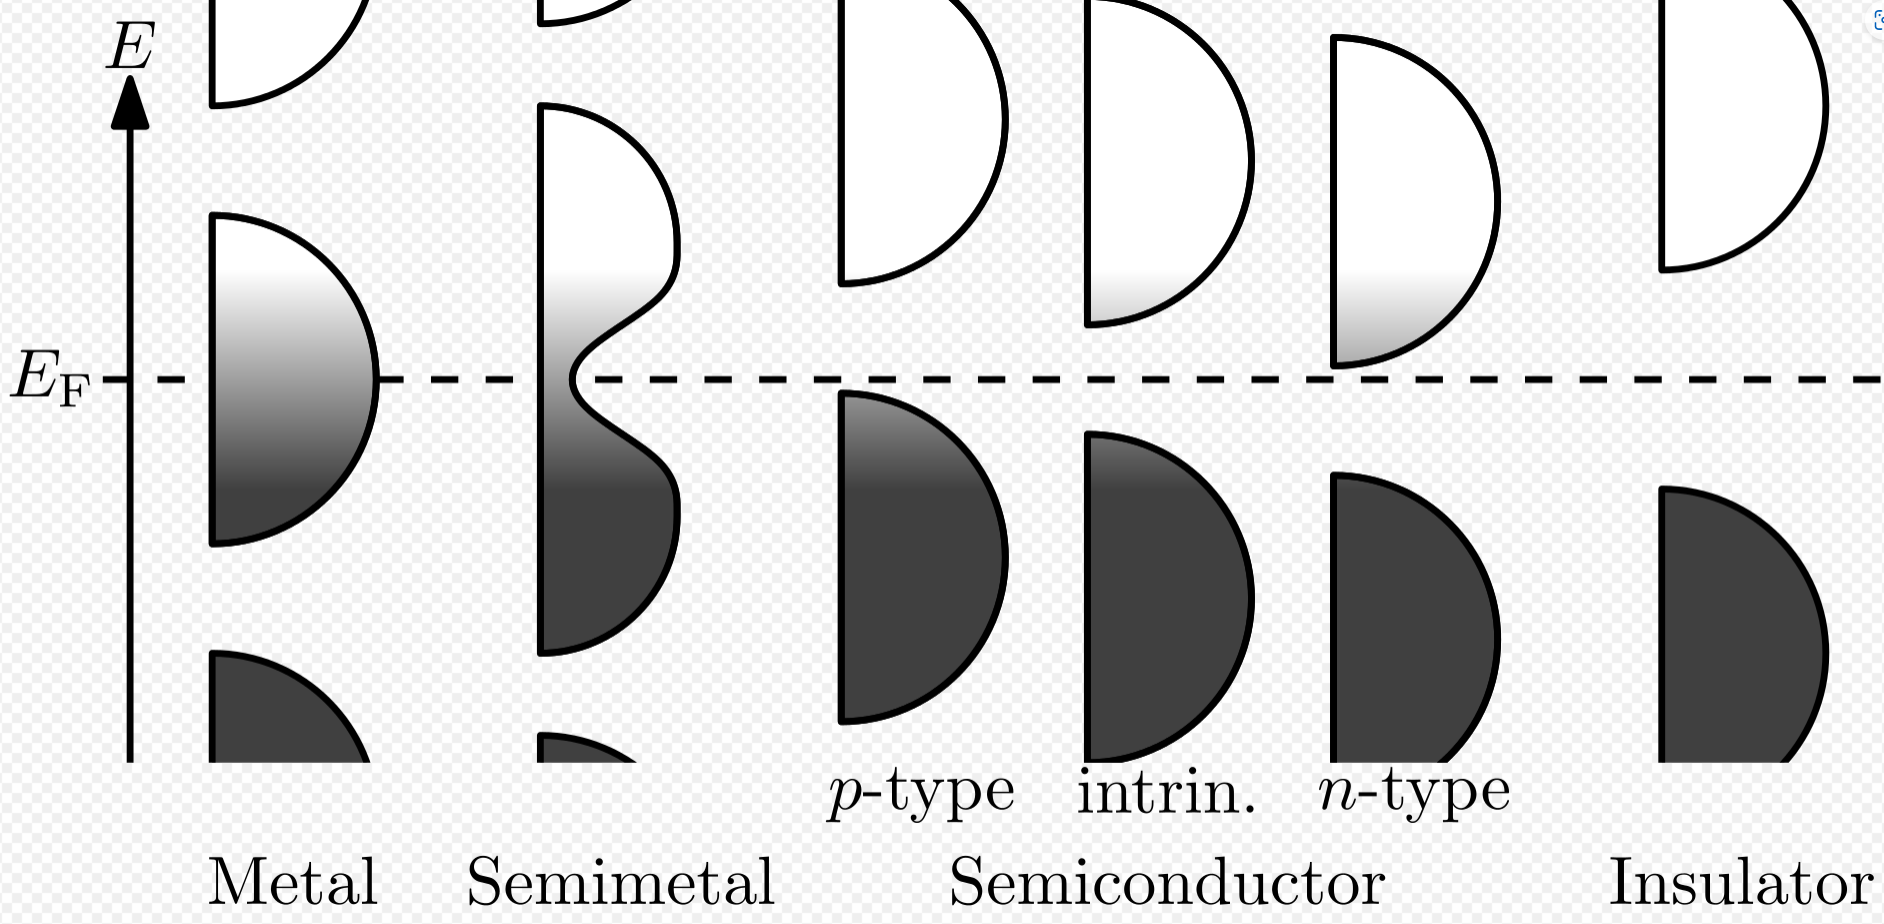 E
E_F
p-type intrin. n-type
Metal Semimetal Semiconductor Insulator